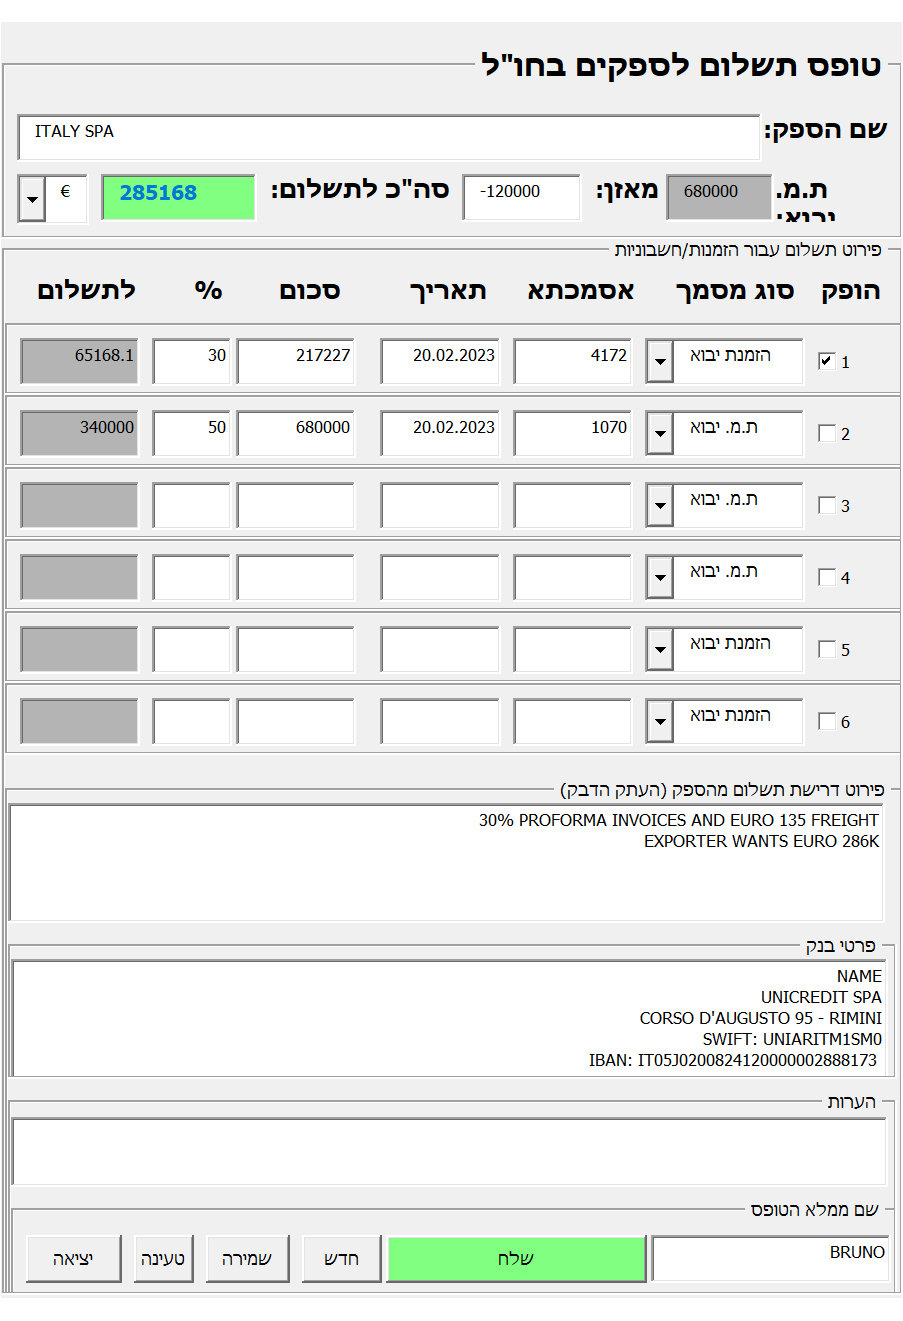 טופס תשלום לספקים בחו"ל
שם הספק: ITALY SPA
ת.מ. יבוא: 680000 מאזן: -120000 סה"כ לתשלום: 285168 €
פירוט תשלום עבור הזמנות/חשבוניות
הופק סוג מסמך אסמכתא תאריך סכום % לתשלום
1 הזמנת יבוא 4172 20.02.2023 217227 30 65168.1
2 ת.מ. יבוא 1070 20.02.2023 680000 50 340000
3 ת.מ. יבוא
4 ת.מ. יבוא
5 הזמנת יבוא
6 הזמנת יבוא
פירוט דרישת תשלום מהספק (העתק הדבק)
30% PROFORMA INVOICES AND EURO 135 FREIGHT
EXPORTER WANTS EURO 286K
פרטי בנק
NAME
UNICREDIT SPA
CORSO D'AUGUSTO 95 - RIMINI
SWIFT: UNIARITM1SM0
IBAN: IT05J0200824120000002888173
הערות
שם ממלא הטופס
BRUNO שלח חדש שמירה טעינה יציאה